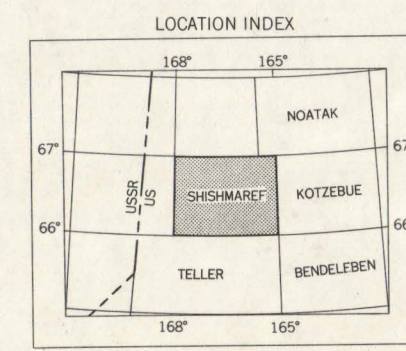 LOCATION INDEX
168° 165°
NOATAK
67° 67
USSR
US
SHISHMAREF KOTZEBUE
66° 66
TELLER BENDELEBEN
168° 165°